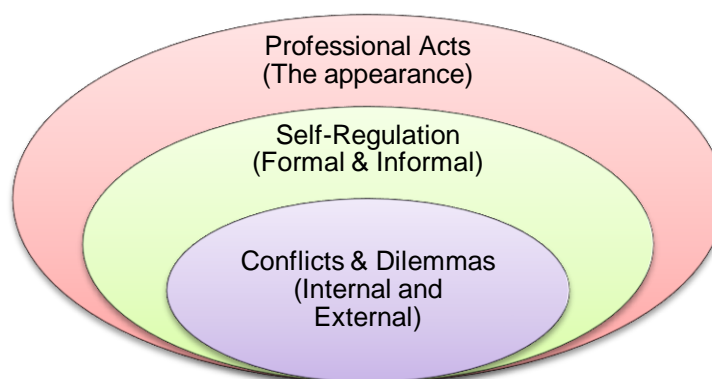 Professional Acts
(The appearance)
Self-Regulation
(Formal & Informal)
Conflicts & Dilemmas
(Internal and
External)